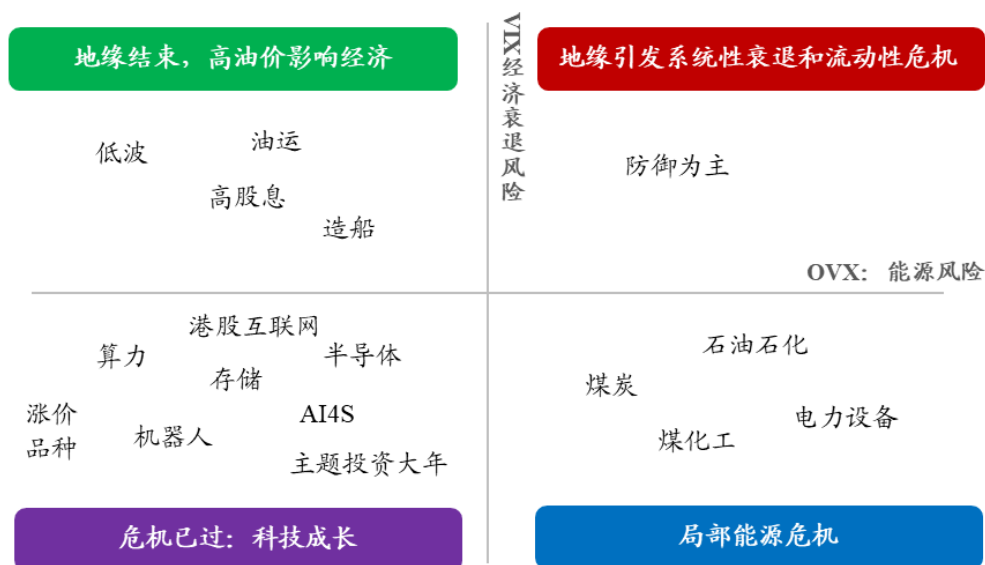 地缘结束，高油价影响经济
VIX经济衰退风险
地缘引发系统性衰退和流动性危机
低波
油运
高股息
造船
防御为主
OVX： 能源风险
港股互联网
算力
半导体
存储
涨价
品种
机器人
AI4S
主题投资大年
石油石化
煤炭
电力设备
煤化工
危机已过：科技成长
局部能源危机